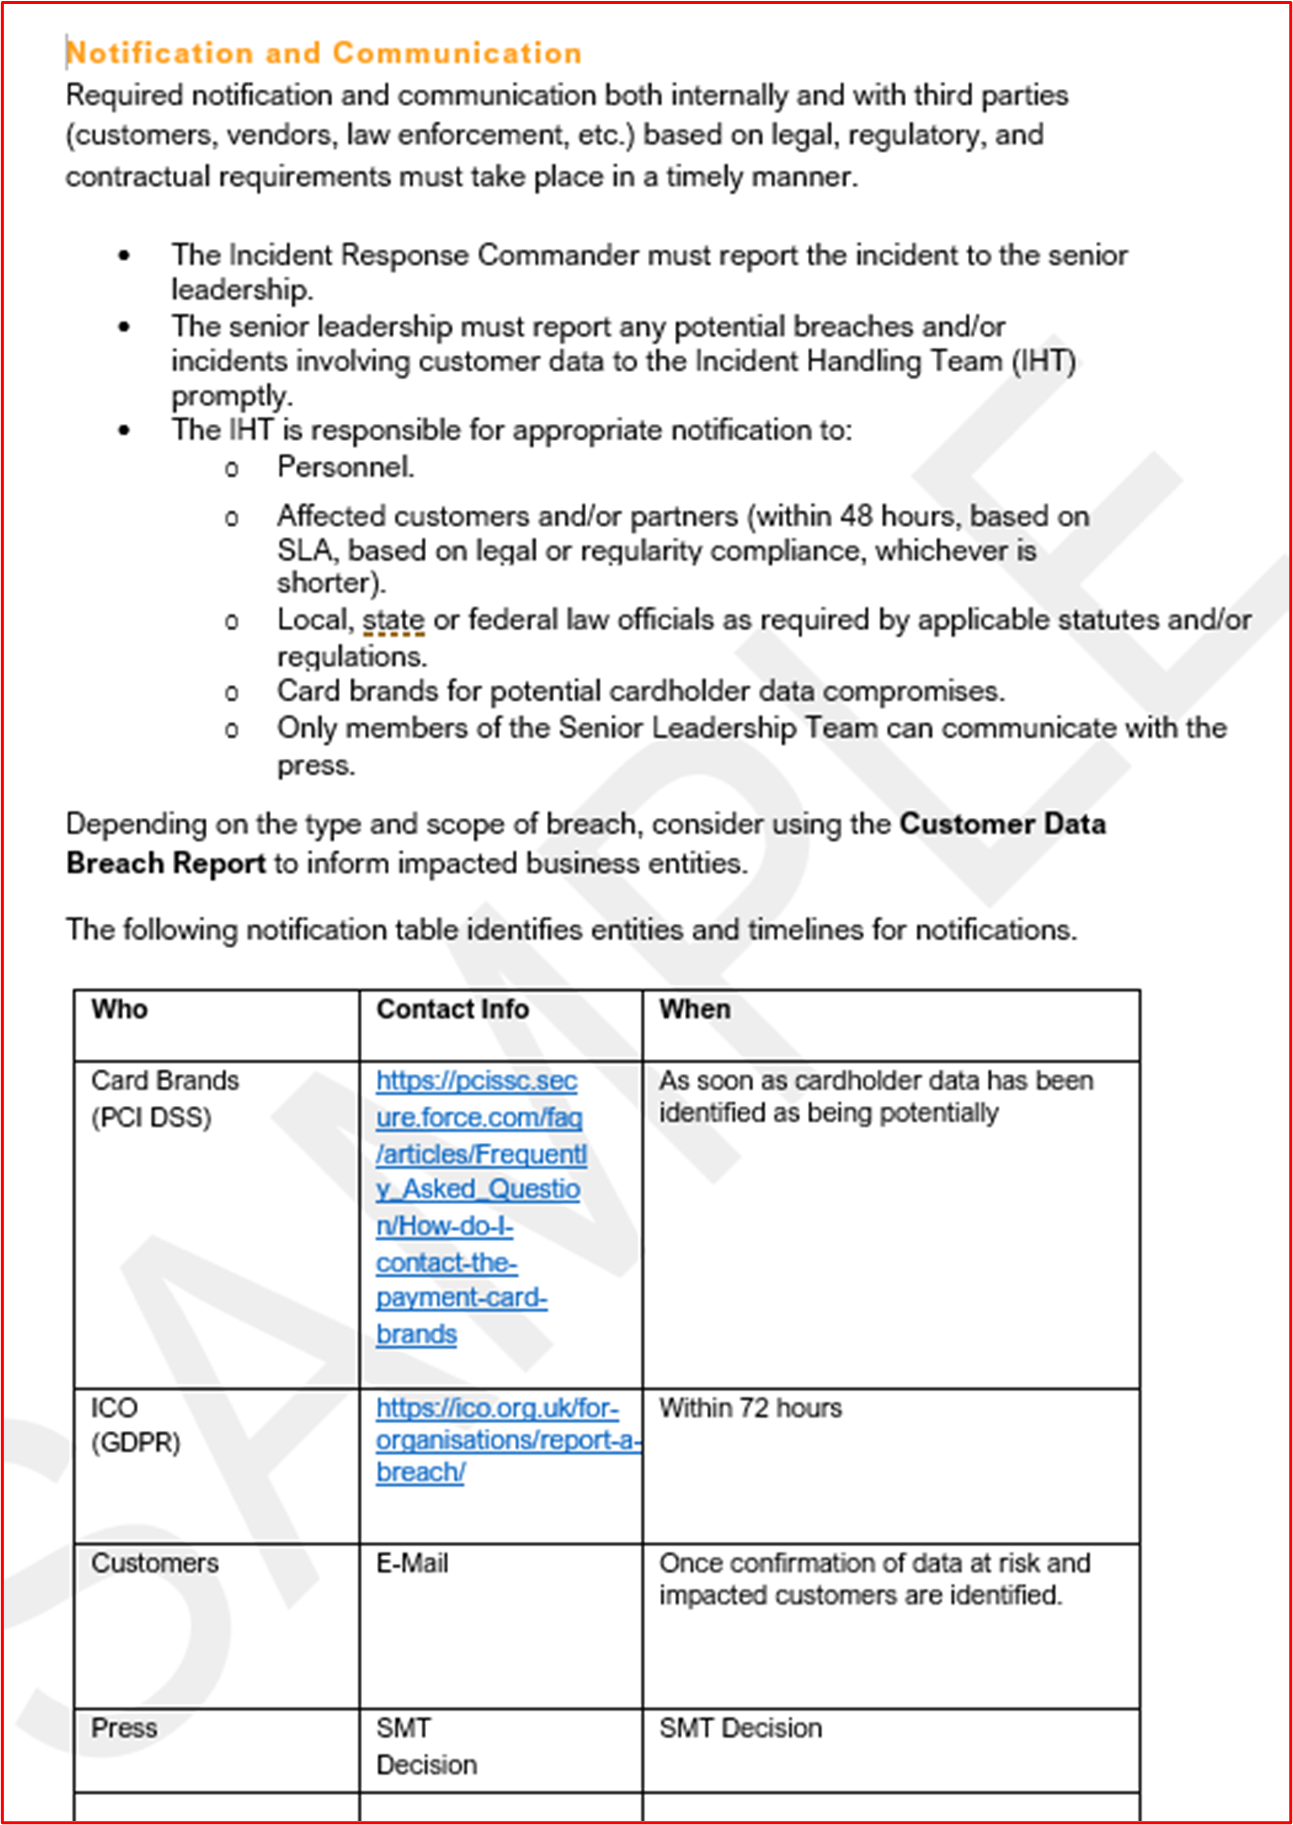 Notification and Communication
Required notification and communication both internally and with third parties
(customers, vendors, law enforcement, etc.) based on legal, regulatory, and
contractual requirements must take place in a timely manner.
• The Incident Response Commander must report the incident to the senior
leadership.
• The senior leadership must report any potential breaches and/or
incidents involving customer data to the Incident Handling Team (IHT)
promptly.
• The IHT is responsible for appropriate notification to:
o Personnel.
o Affected customers and/or partners (within 48 hours, based on
SLA, based on legal or regularity compliance, whichever is
shorter).
o Local, state or federal law officials as required by applicable statutes and/or
regulations.
o Card brands for potential cardholder data compromises.
o Only members of the Senior Leadership Team can communicate with the
press.
Depending on the type and scope of breach, consider using the Customer Data
Breach Report to inform impacted business entities.
The following notification table identifies entities and timelines for notifications.
Who Contact Info When
Card Brands
(PCI DSS)
https://pcissc.sec
ure.force.com/faq
/articles/Frequentl
y_Asked_Questio
n/How-do-I-
contact-the-
payment-card-
brands
As soon as cardholder data has been
identified as being potentially
ICO
(GDPR)
https://ico.org.uk/for-
organisations/report-a-
breach/
Within 72 hours
Customers
E-Mail
Once confirmation of data at risk and
impacted customers are identified.
Press
SMT
Decision
SMT Decision
SAMPLE